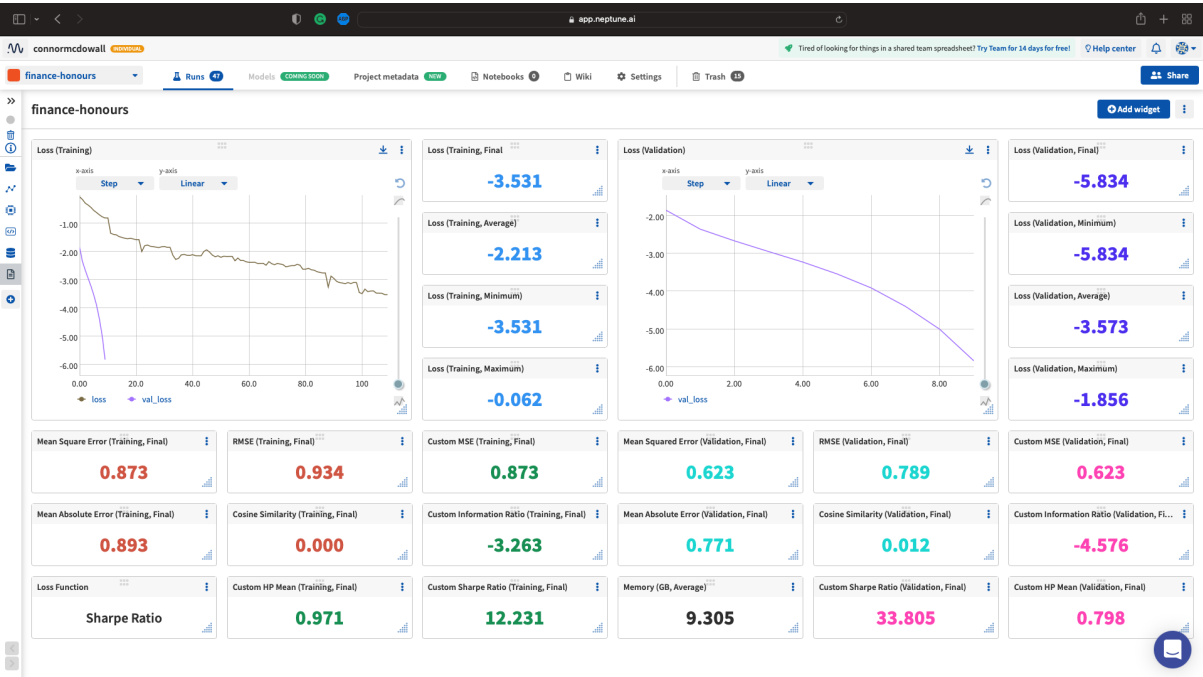 app.neptune.ai
connormcdowall INDIVIDUAL
Tired of looking for things in a shared team spreadsheet? Try Team for 14 days for free!
Help center
finance-honours
Runs 47
Models COMING SOON
Project metadata NEW
Notebooks 0
Wiki
Settings
Trash 15
Share
finance-honours
Add widget
Loss (Training)
x-axis y-axis
Step Linear
-1.00
-2.00
-3.00
-4.00
-5.00
-6.00
0.00 20.0 40.0 60.0 80.0 100
loss val_loss
Loss (Training, Final
-3.531
Loss (Training, Average)
-2.213
Loss (Training, Minimum)
-3.531
Loss (Training, Maximum)
-0.062
Loss (Validation)
x-axis y-axis
Step Linear
-2.00
-3.00
-4.00
-5.00
-6.00
0.00 2.00 4.00 6.00 8.00
val_loss
Loss (Validation, Final)
-5.834
Loss (Validation, Minimum)
-5.834
Loss (Validation, Average)
-3.573
Loss (Validation, Maximum)
-1.856
Mean Square Error (Training, Final)
0.873
RMSE (Training, Final)
0.934
Custom MSE (Training, Final)
0.873
Mean Squared Error (Validation, Final)
0.623
RMSE (Validation, Final)
0.789
Custom MSE (Validation, Final)
0.623
Mean Absolute Error (Training, Final)
0.893
Cosine Similarity (Training, Final)
0.000
Custom Information Ratio (Training, Final)
-3.263
Mean Absolute Error (Validation, Final)
0.771
Cosine Similarity (Validation, Final)
0.012
Custom Information Ratio (Validation, Fi...
-4.576
Loss Function
Sharpe Ratio
Custom HP Mean (Training, Final)
0.971
Custom Sharpe Ratio (Training, Final)
12.231
Memory (GB, Average)
9.305
Custom Sharpe Ratio (Validation, Final)
33.805
Custom HP Mean (Validation, Final)
0.798